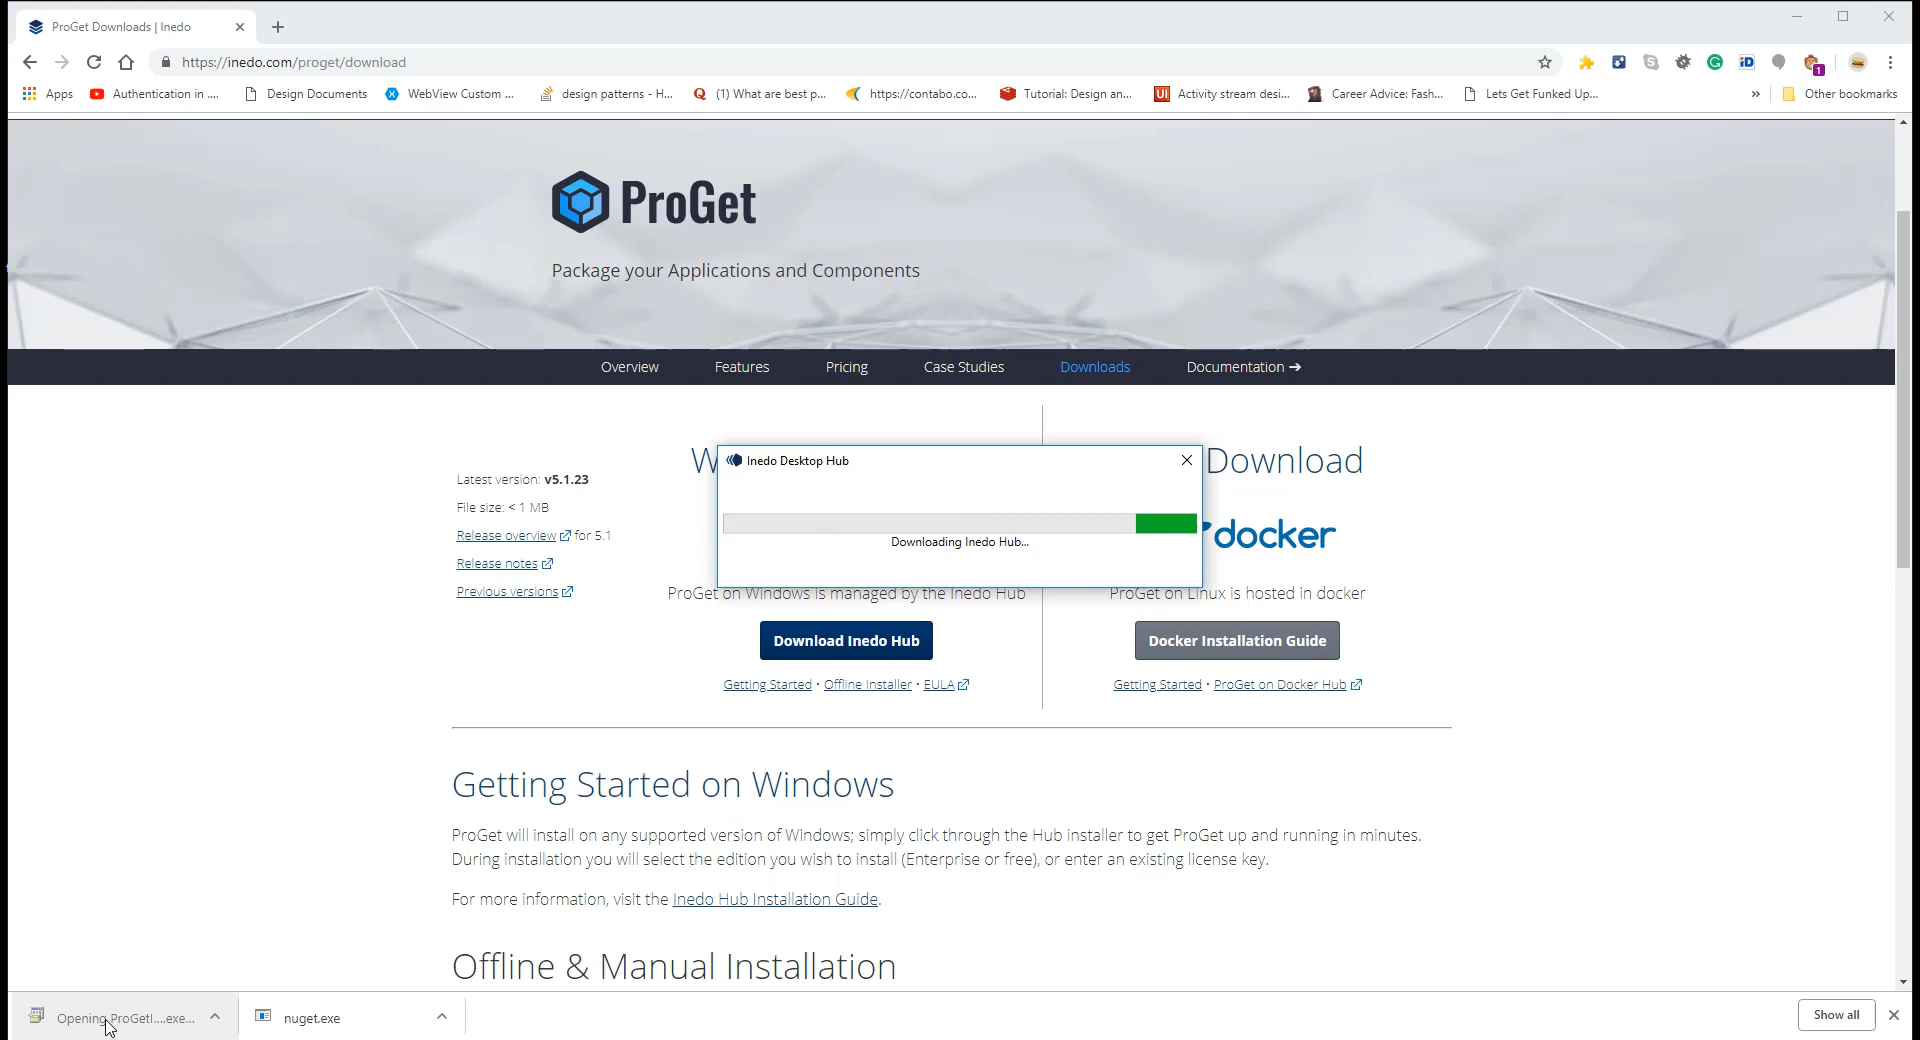 ProGet Downloads | Inedo
https://inedo.com/proget/download
Apps
Authentication in ....
Design Documents
WebView Custom ...
design patterns - H...
(1) What are best p...
https://contabo.co...
Tutorial: Design an...
UI
Activity stream desi...
Career Advice: Fash...
Lets Get Funked Up...
»
Other bookmarks
ProGet
Package your Applications and Components
Overview
Features
Pricing
Case Studies
Downloads
Documentation ➔
Latest version: v5.1.23
File size: < 1 MB
Release overview for 5.1
Release notes
Previous versions
W
Inedo Desktop Hub
Downloading Inedo Hub...
ProGet on Windows is managed by the Inedo Hub
Download Inedo Hub
Getting Started • Offline Installer • EULA
Download
docker
ProGet on Linux is hosted in docker
Docker Installation Guide
Getting Started • ProGet on Docker Hub
Getting Started on Windows
ProGet will install on any supported version of Windows; simply click through the Hub installer to get ProGet up and running in minutes.
During installation you will select the edition you wish to install (Enterprise or free), or enter an existing license key.
For more information, visit the Inedo Hub Installation Guide.
Offline & Manual Installation
Opening ProGetI....exe...
nuget.exe
Show all